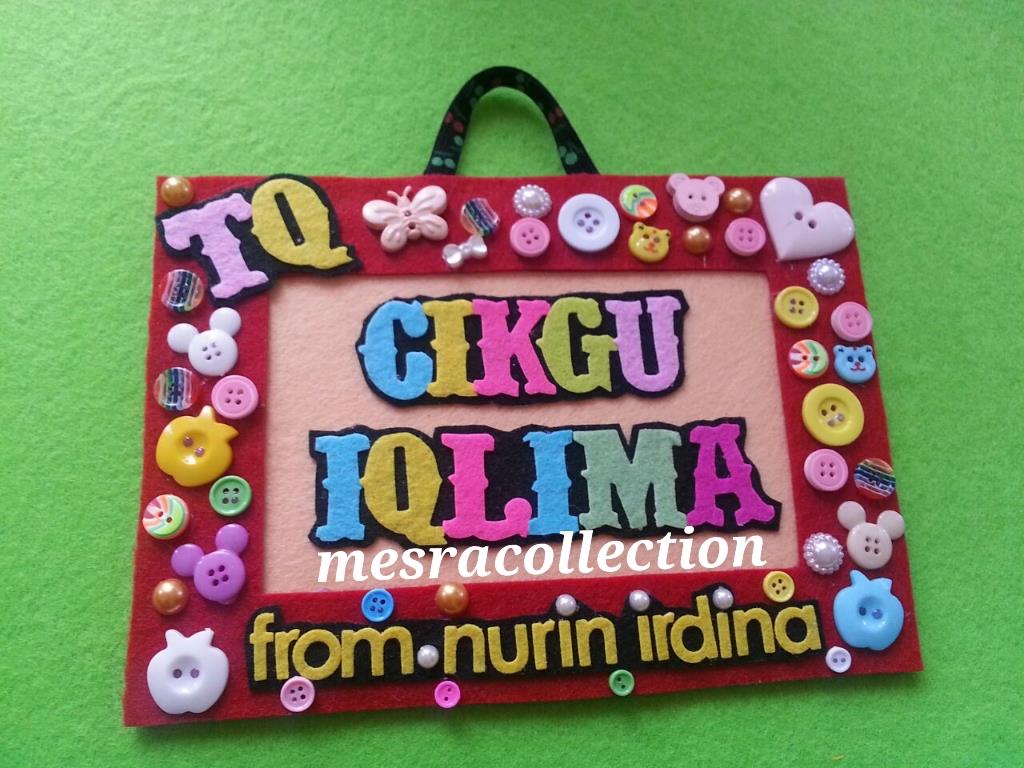 TQ
CIKGU
IQLIMA
mesracollection
from nurin irdina